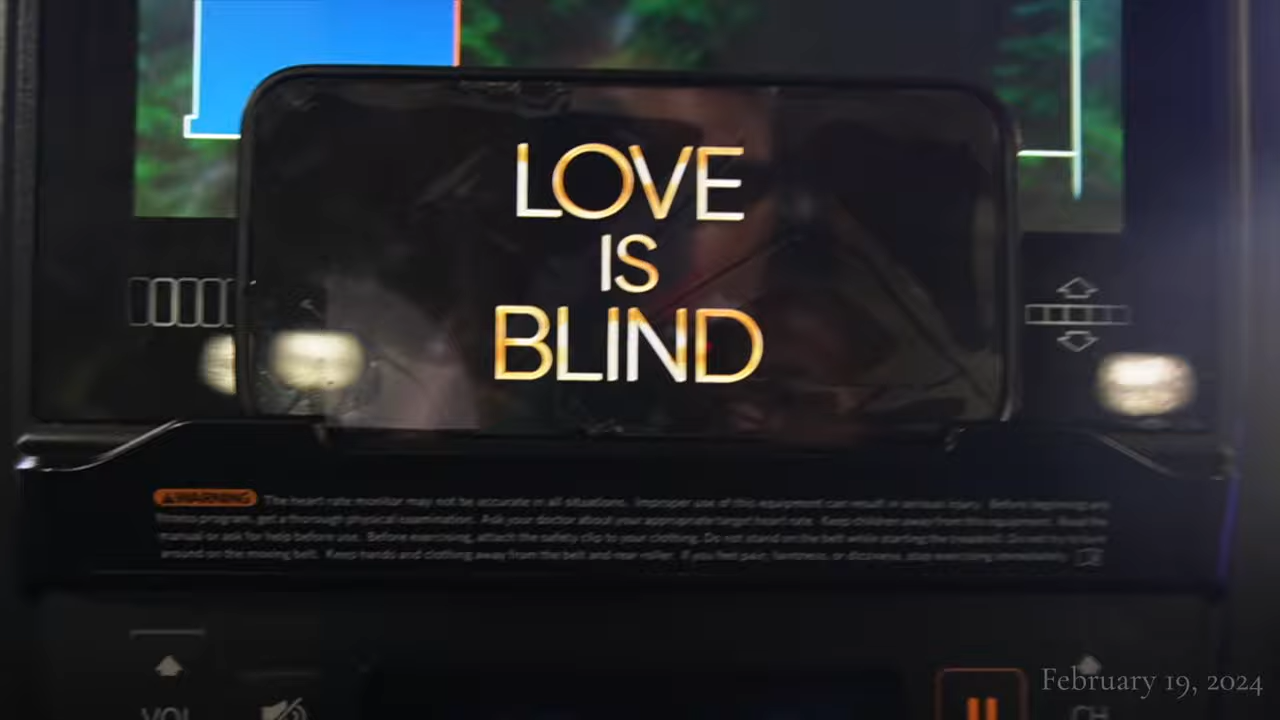 LOVE
IS
BLIND
WARNING The heart rate monitor may not be accurate in all situations. Improper use of this equipment can result in serious injury. Before beginning any
fitness program, get a thorough physical examination. Ask your doctor about your appropriate target heart rate. Keep children away from this equipment. Read the
manual or ask for help before use. Before exercising, attach the safety clip to your clothing. Do not stand on the belt while starting the treadmill.
around on the moving belt. Keep hands and clothing away from the belt and rear roller. If you feel pain, faintness, or dizziness, stop exercising immediately.
VOL
CH
February 19, 2024